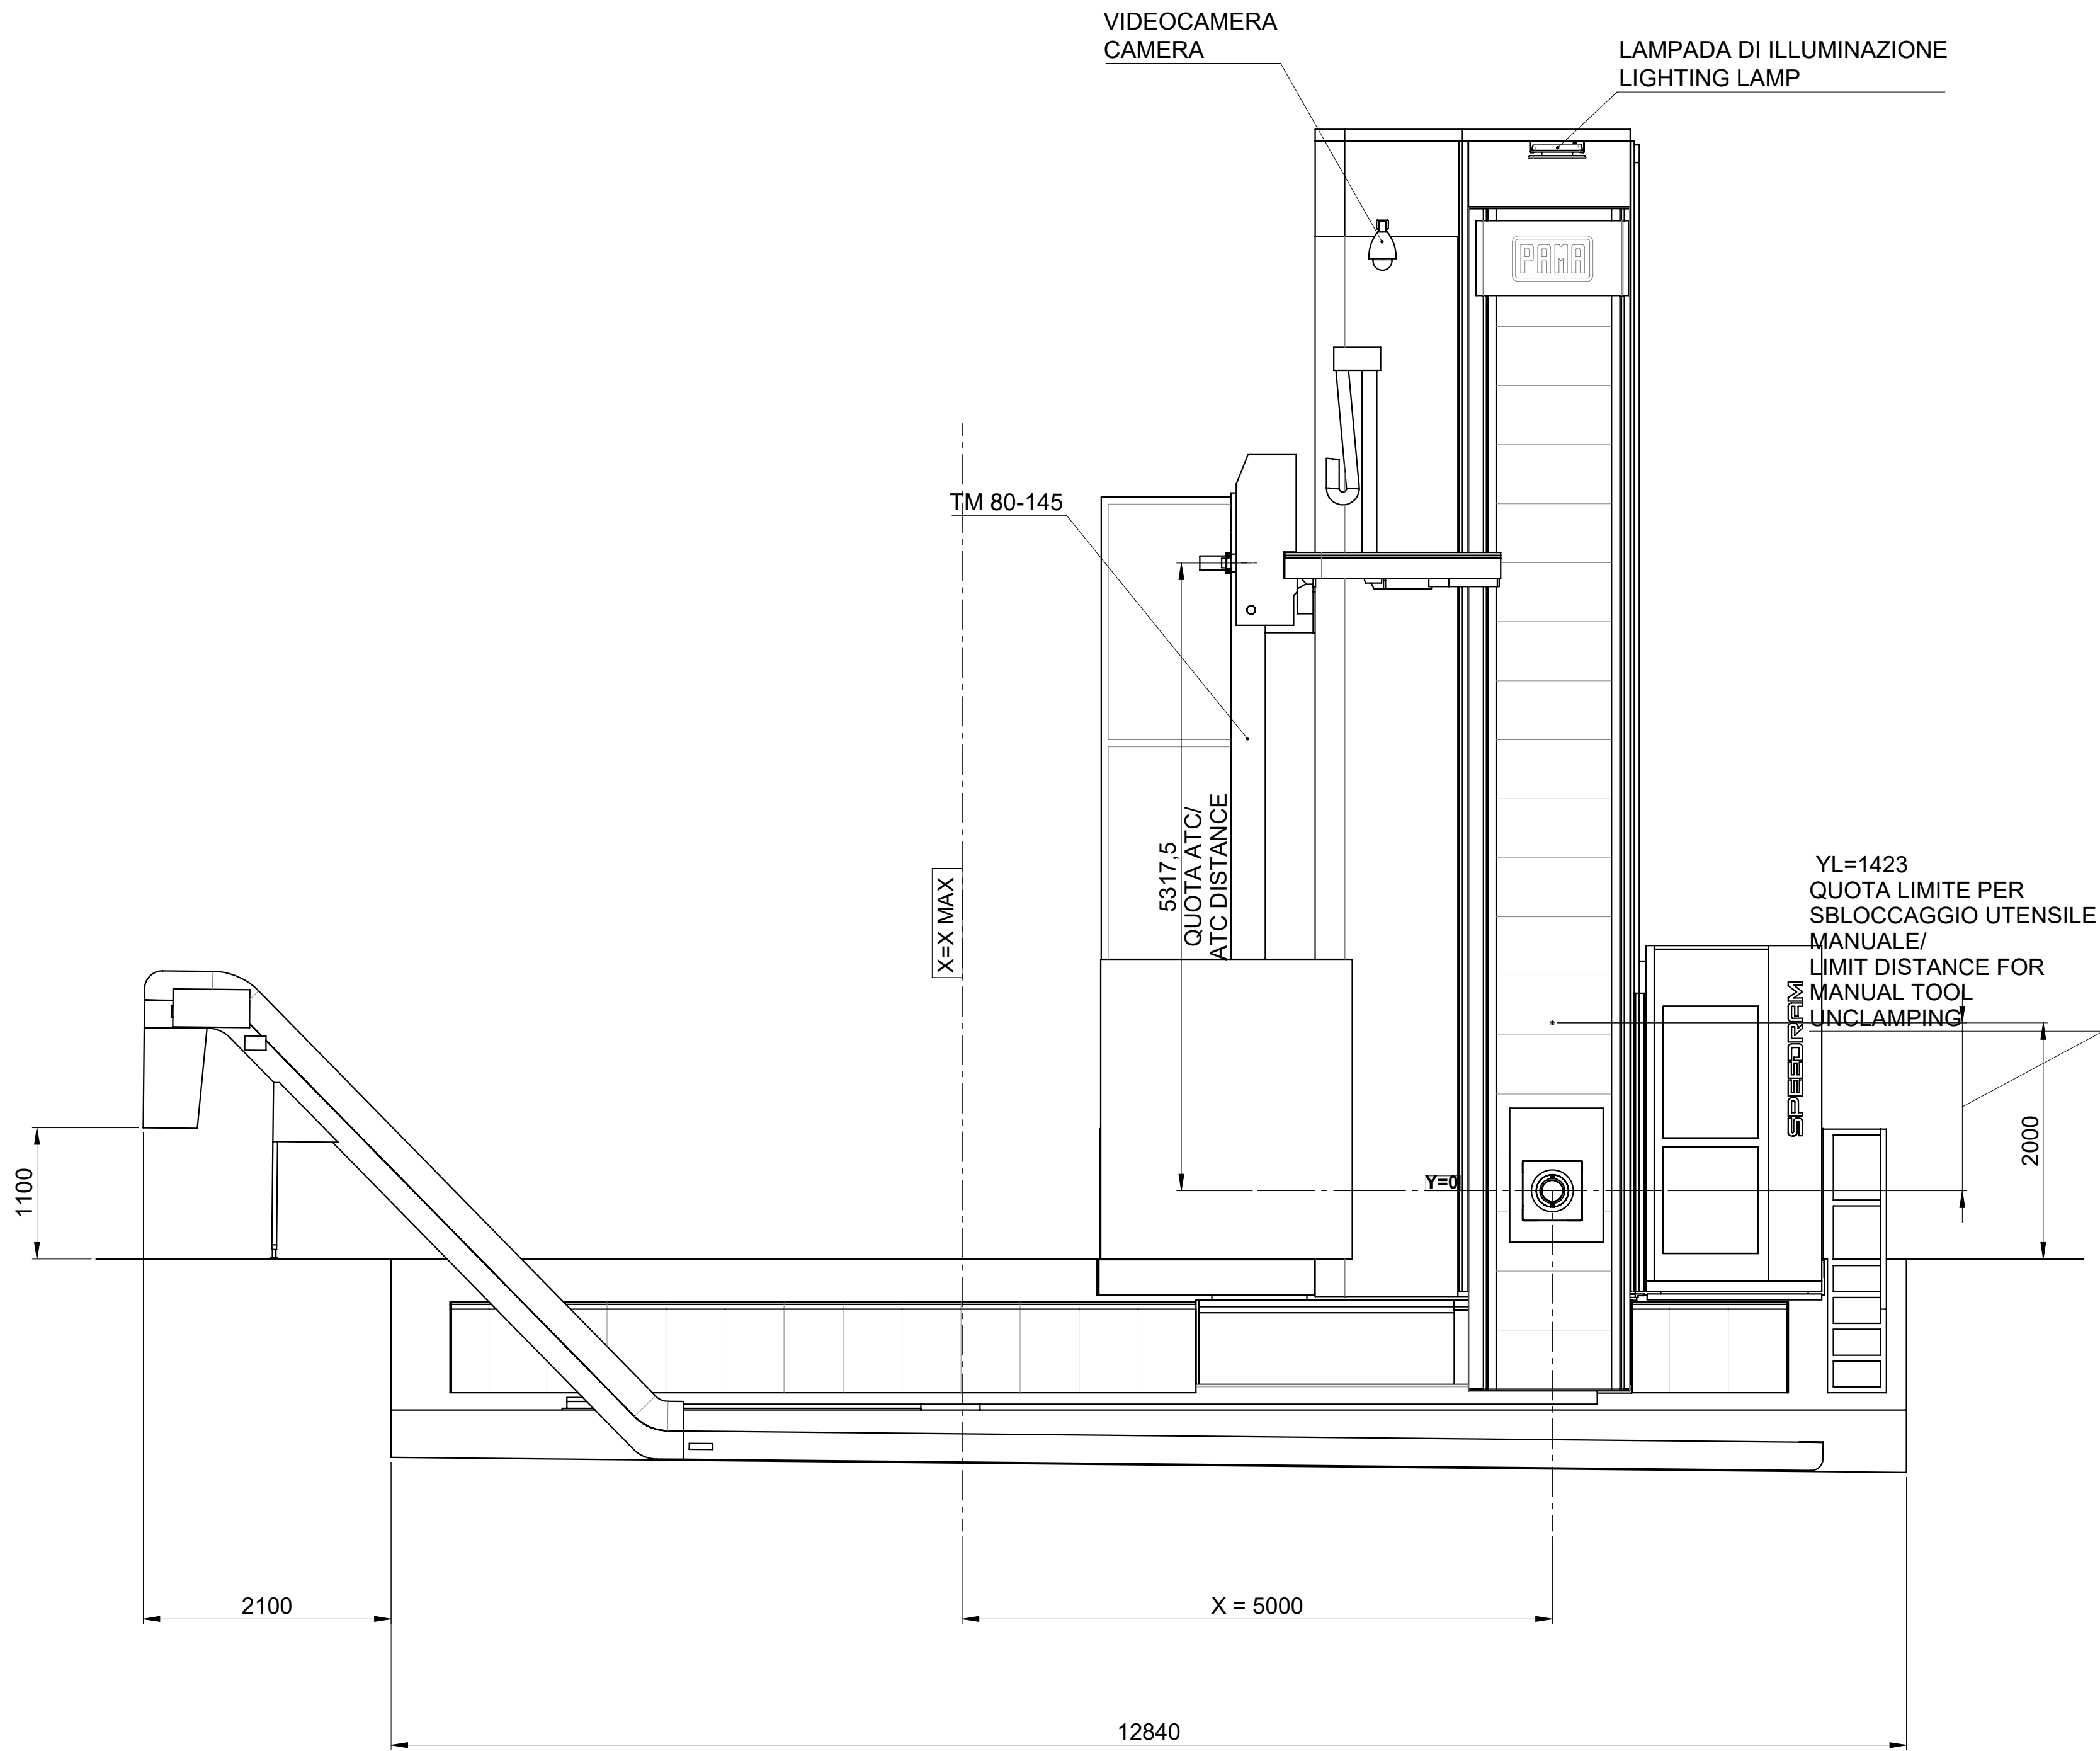 VIDEOCAMERA
CAMERA
LAMPADA DI ILLUMINAZIONE
LIGHTING LAMP
PAMA
TM 80-145
5317,5
QUOTA ATC/
ATC DISTANCE
X=X MAX
YL=1423
QUOTA LIMITE PER
SBLOCCAGGIO UTENSILE
MANUALE/
LIMIT DISTANCE FOR
MANUAL TOOL
UNCLAMPING
SPEEDRAM
2000
1100
Y=0
2100
X = 5000
12840